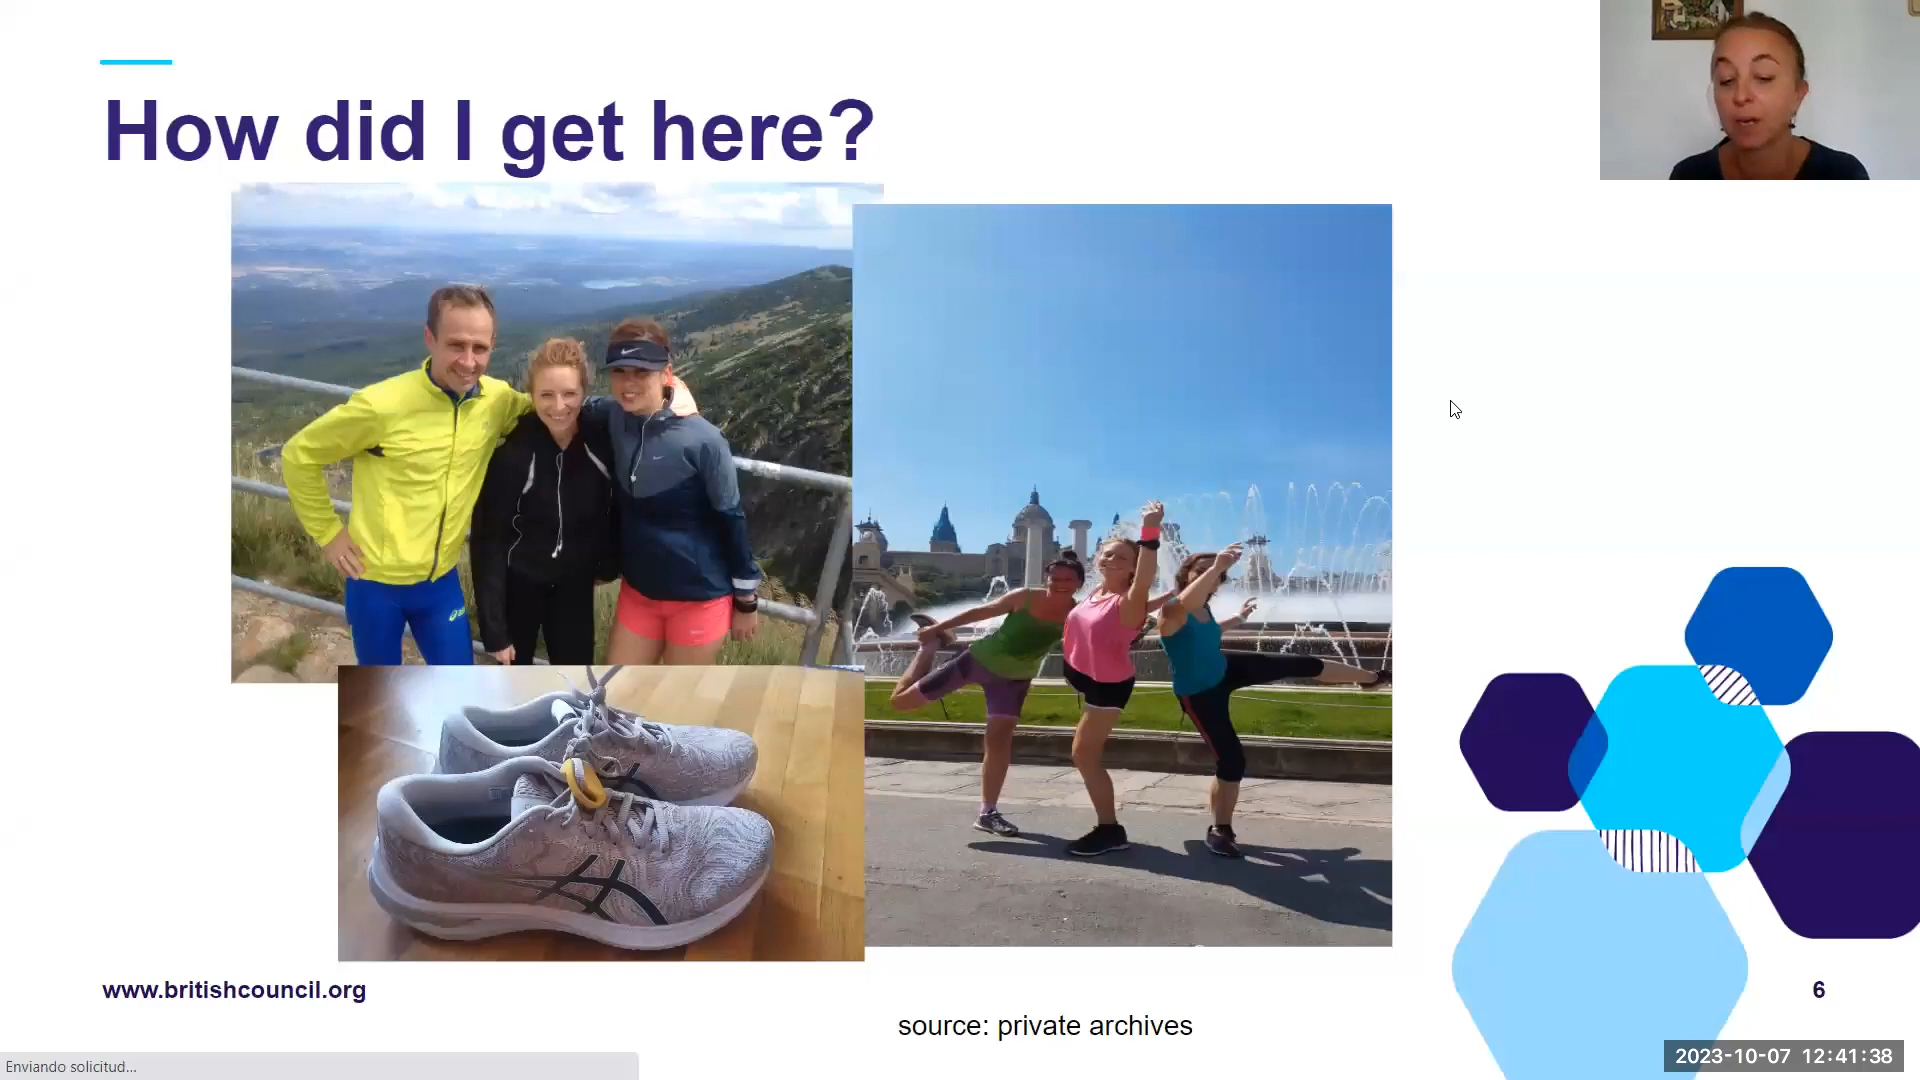 How did I get here?
www.britishcouncil.org
6
source: private archives
Enviando solicitud...
2023-10-07 12:41:38